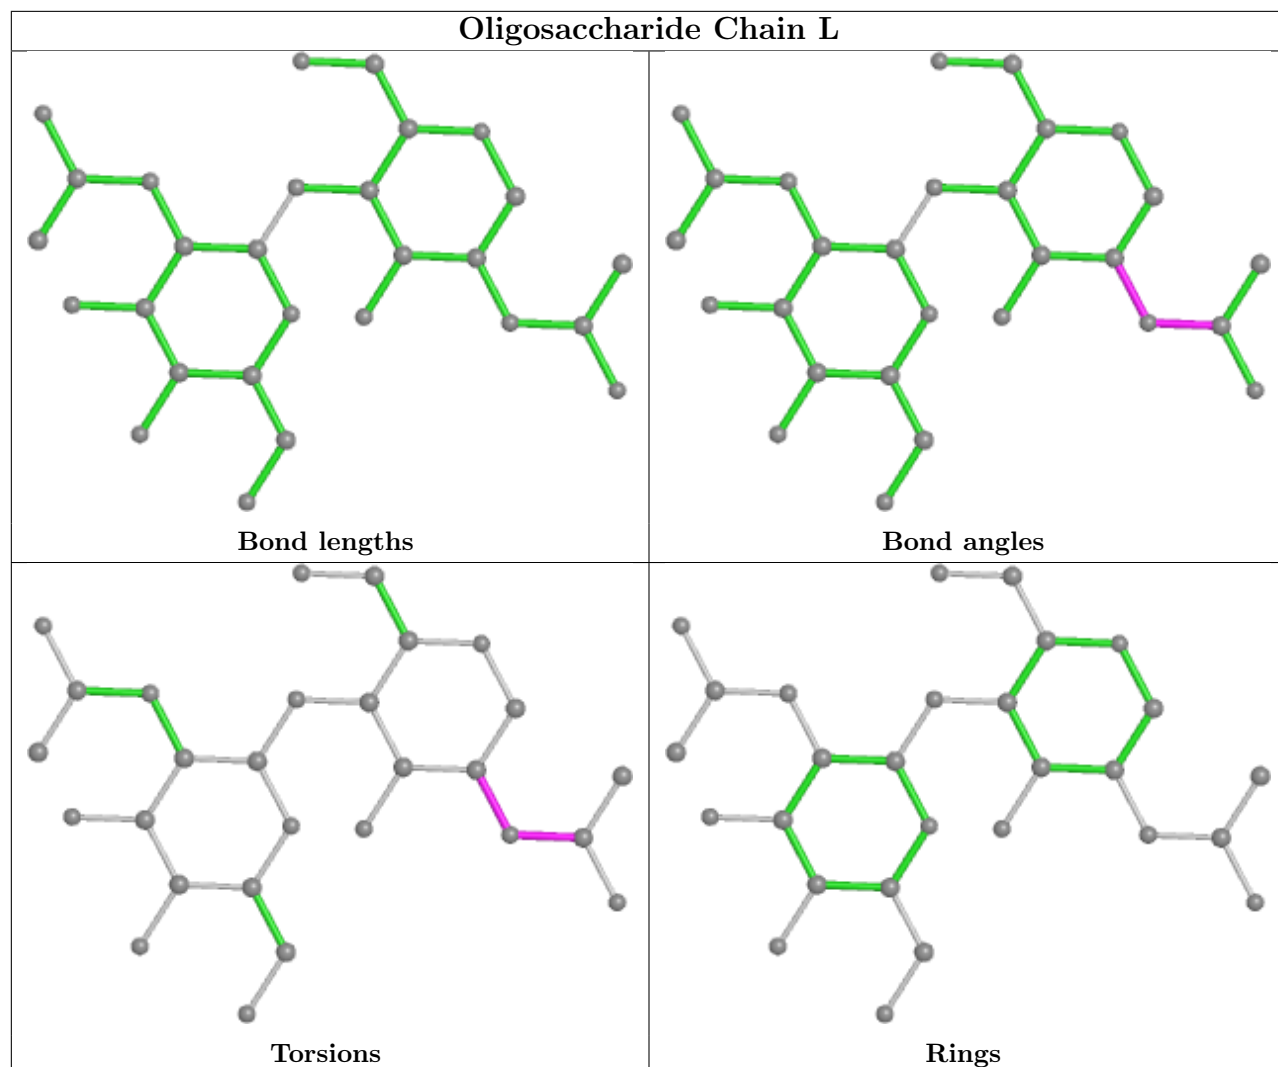 Oligosaccharide Chain L
Bond lengths
Bond angles
Torsions
Rings